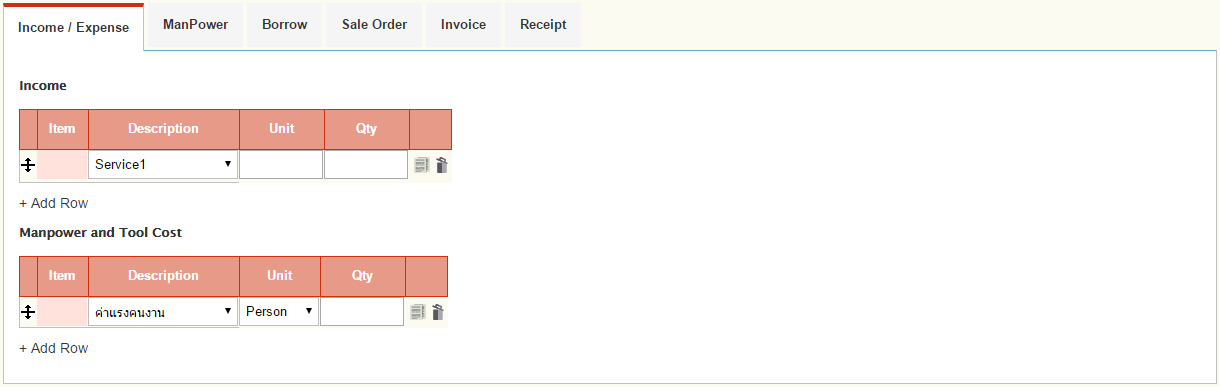 Income / Expense ManPower Borrow Sale Order Invoice Receipt
Income
Item Description Unit Qty
Service1
+ Add Row
Manpower and Tool Cost
Item Description Unit Qty
ค่าแรงคนงาน Person
+ Add Row